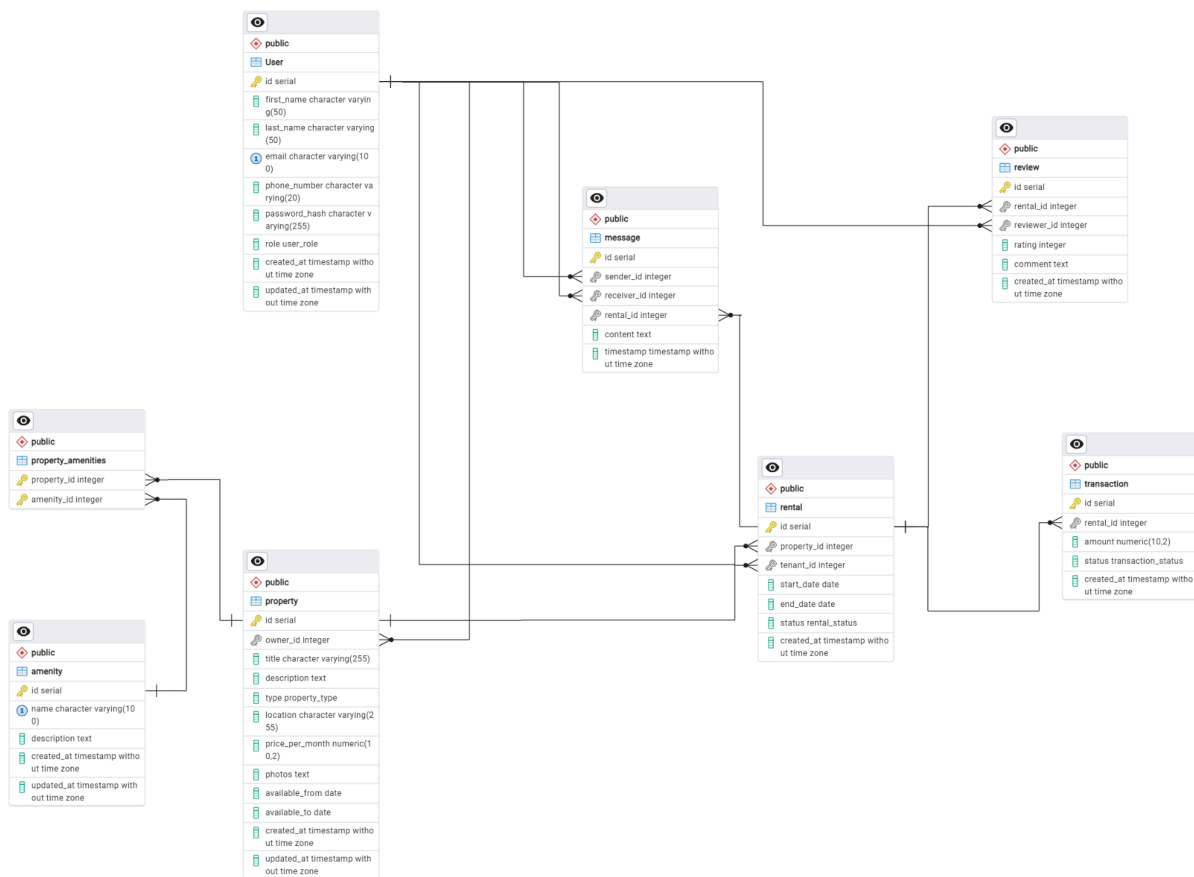 public
User
id serial
first_name character varyin
g(50)
last_name character varying
(50)
email character varying(10
0)
phone_number character va
rying(20)
password_hash character v
arying(255)
role user_role
created_at timestamp witho
ut time zone
updated_at timestamp with
out time zone
public
message
id serial
sender_id integer
receiver_id integer
rental_id integer
content text
timestamp timestamp witho
ut time zone
public
review
id serial
rental_id integer
reviewer_id integer
rating integer
comment text
created_at timestamp witho
ut time zone
public
property_amenities
property_id integer
amenity_id integer
public
amenity
id serial
name character varying(10
0)
description text
created_at timestamp witho
ut time zone
updated_at timestamp with
out time zone
public
property
id serial
owner_id integer
title character varying(255)
description text
type property_type
location character varying(2
55)
price_per_month numeric(1
0,2)
photos text
available_from date
available_to date
created_at timestamp witho
ut time zone
updated_at timestamp with
out time zone
public
rental
id serial
property_id integer
tenant_id integer
start_date date
end_date date
status rental_status
created_at timestamp witho
ut time zone
public
transaction
id serial
rental_id integer
amount numeric(10,2)
status transaction_status
created_at timestamp witho
ut time zone